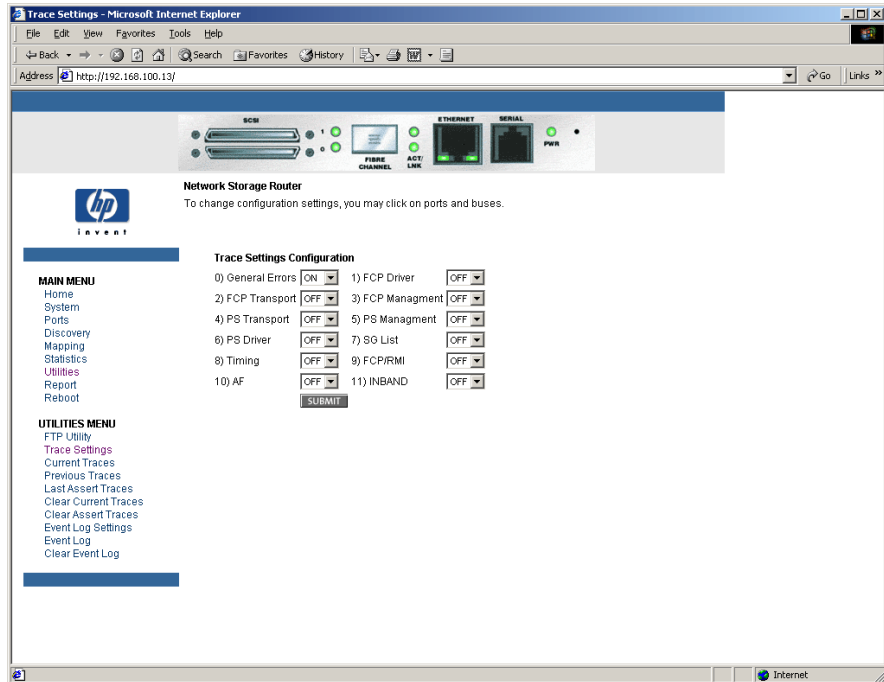 Trace Settings - Microsoft Internet Explorer
File Edit View Favorites Tools Help
Back Search Favorites History
Address http://192.168.100.13/ Go Links »
SCSI
1
0
FIBRE CHANNEL
ACT/ LNK
ETHERNET
SERIAL
PWR
hp
invent
Network Storage Router
To change configuration settings, you may click on ports and buses.
MAIN MENU
Home
System
Ports
Discovery
Mapping
Statistics
Utilities
Report
Reboot
UTILITIES MENU
FTP Utility
Trace Settings
Current Traces
Previous Traces
Last Assert Traces
Clear Current Traces
Clear Assert Traces
Event Log Settings
Event Log
Clear Event Log
Trace Settings Configuration
0) General Errors ON 1) FCP Driver OFF
2) FCP Transport OFF 3) FCP Managment OFF
4) PS Transport OFF 5) PS Managment OFF
6) PS Driver OFF 7) SG List OFF
8) Timing OFF 9) FCP/RMI OFF
10) AF OFF 11) INBAND OFF
SUBMIT
Internet